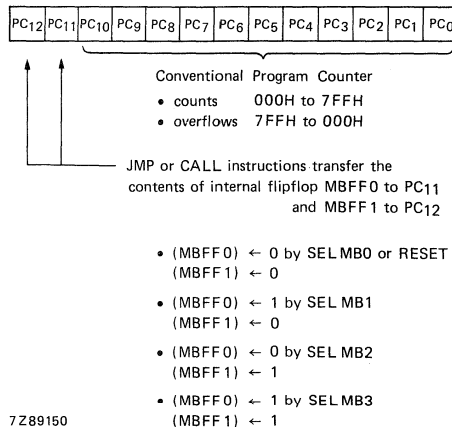 PC12 PC11 PC10 PC9 PC8 PC7 PC6 PC5 PC4 PC3 PC2 PC1 PC0
Conventional Program Counter
• counts 000H to 7FFH
• overflows 7FFH to 000H
JMP or CALL instructions transfer the
contents of internal flipflop MBFF0 to PC11
and MBFF1 to PC12
• (MBFF0) ← 0 by SEL MB0 or RESET
(MBFF1) ← 0
• (MBFF0) ← 1 by SEL MB1
(MBFF1) ← 0
• (MBFF0) ← 0 by SEL MB2
(MBFF1) ← 1
• (MBFF0) ← 1 by SEL MB3
(MBFF1) ← 1
7Z89150